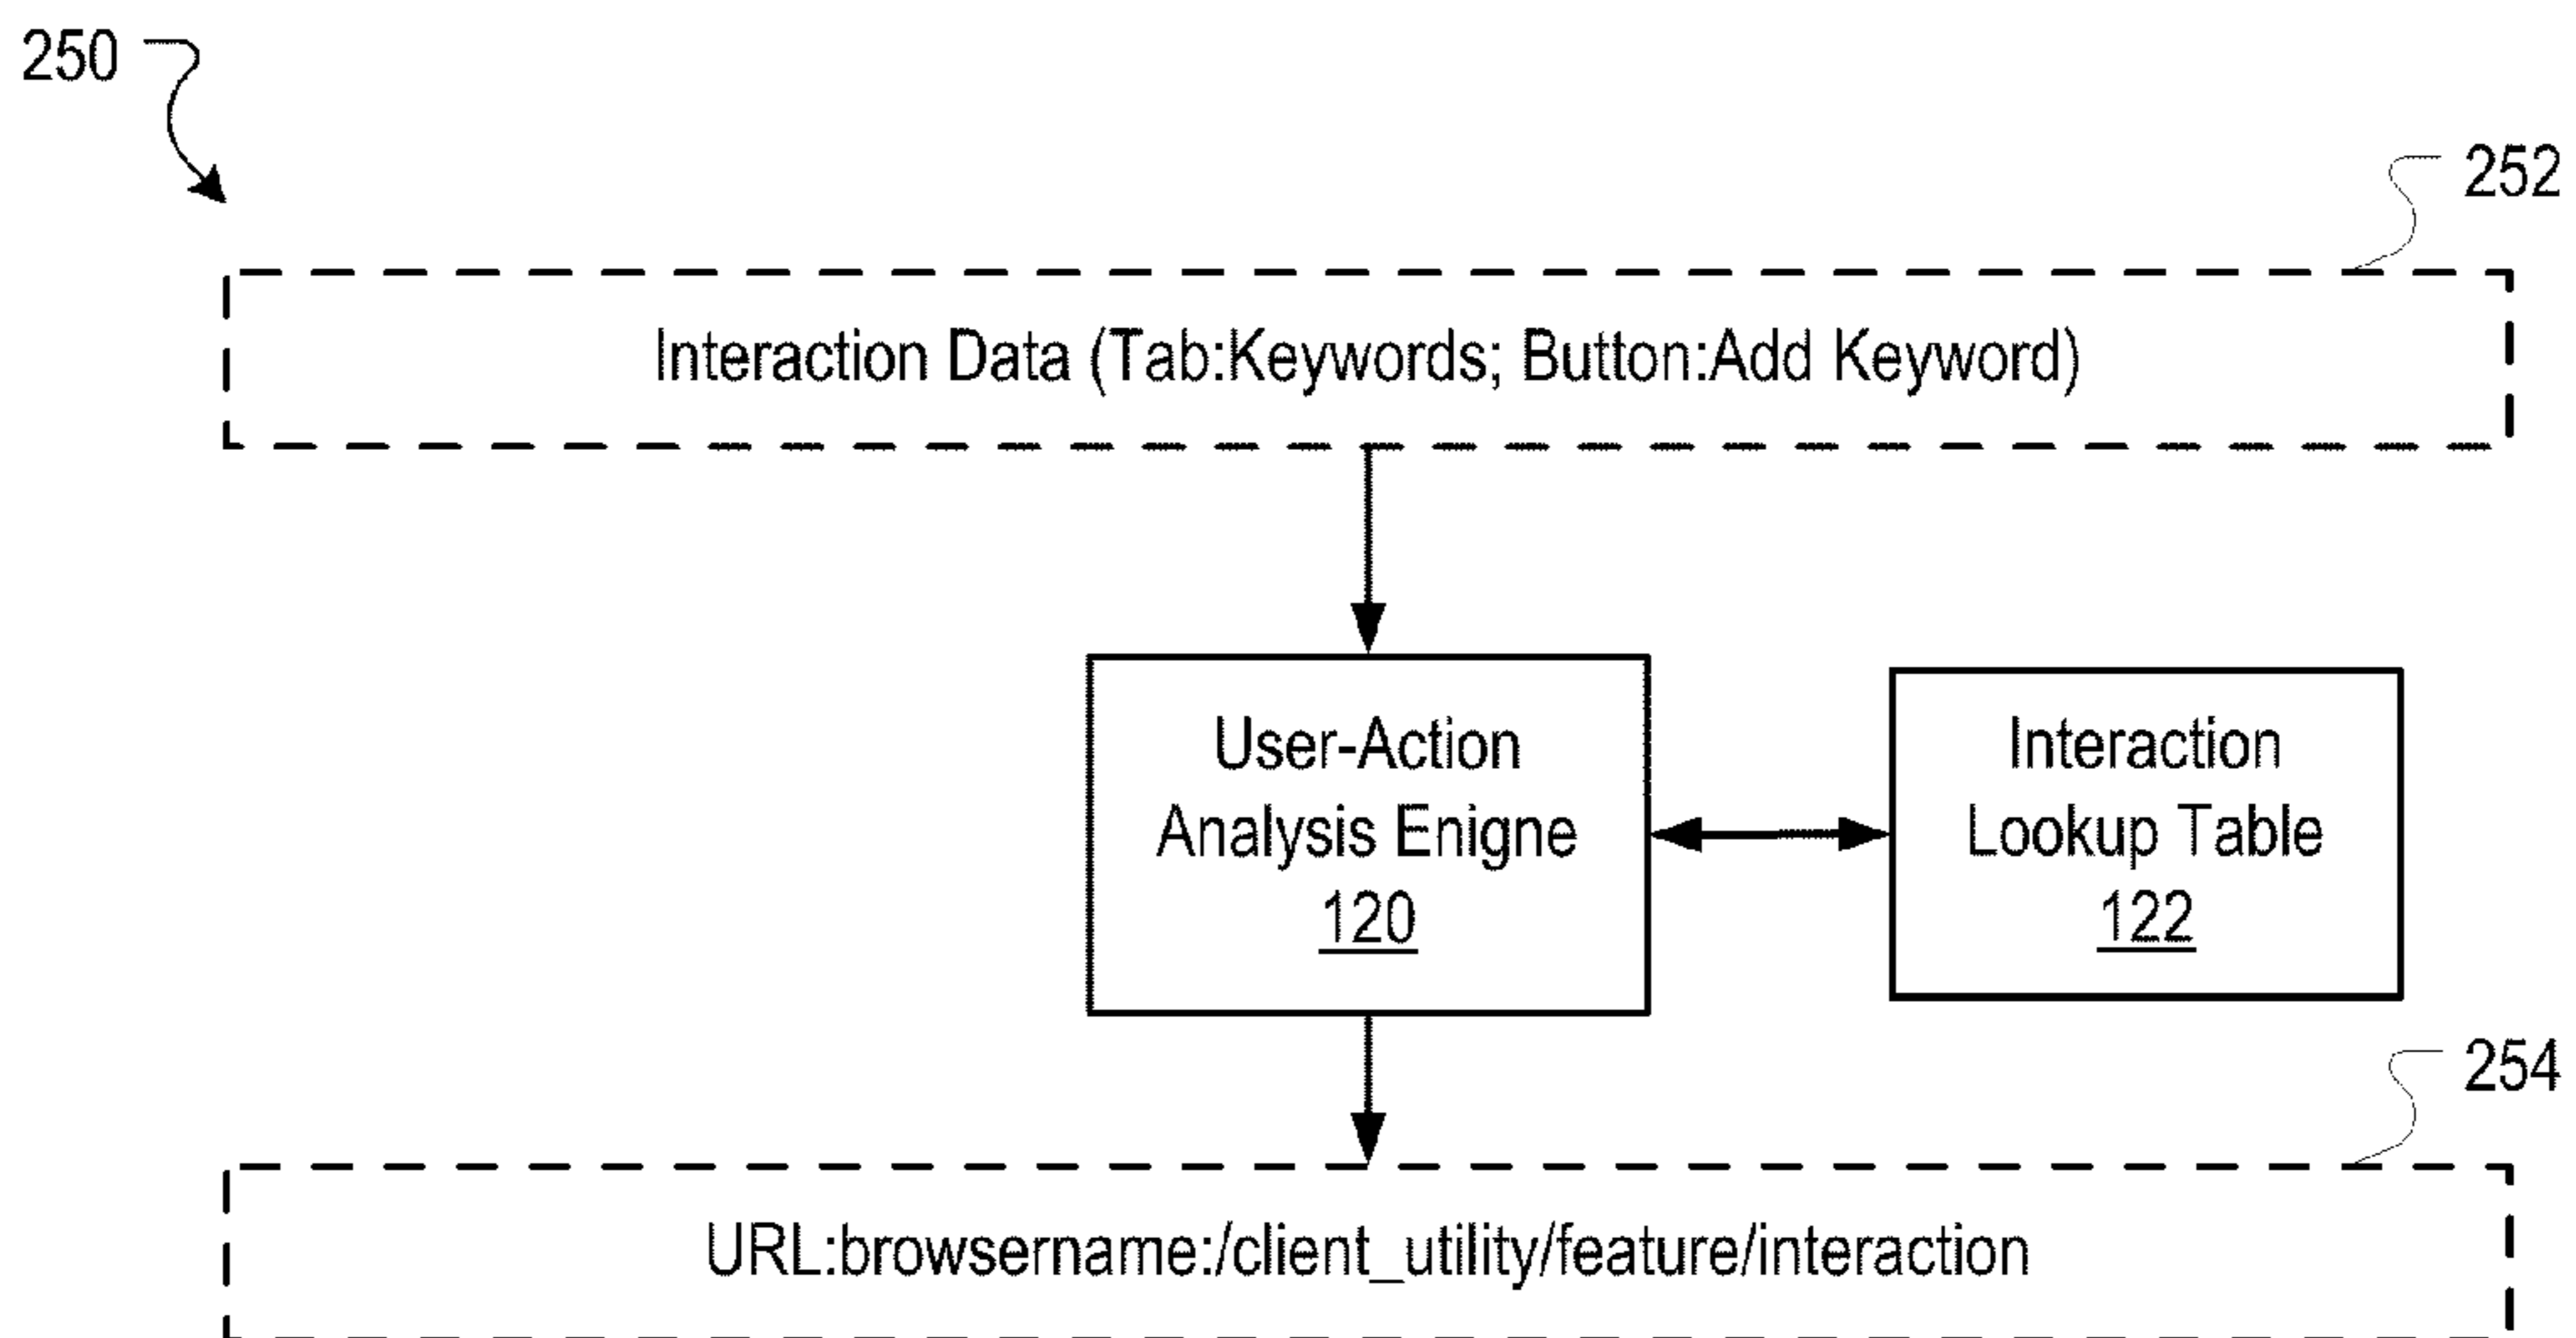 250
252
Interaction Data (Tab:Keywords; Button:Add Keyword)
User-Action
Analysis Enigne
120
Interaction
Lookup Table
122
254
URL:browsername:/client_utility/feature/interaction